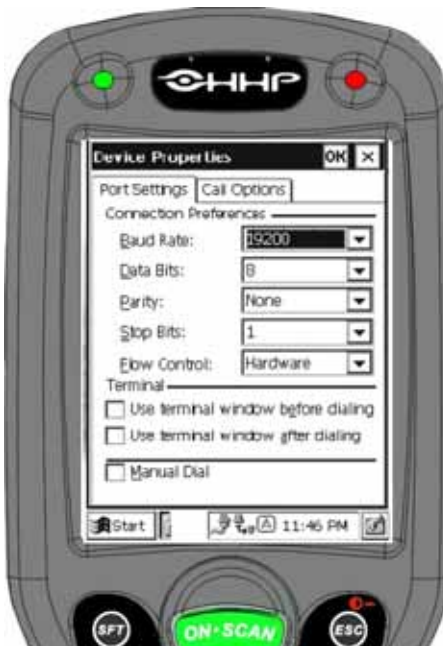 HHP
Device Properties OK ×
Port Settings Call Options
Connection Preferences
Baud Rate: 19200
Data Bits: 8
Parity: None
Stop Bits: 1
Flow Control: Hardware
Terminal
Use terminal window before dialing
Use terminal window after dialing
Manual Dial
Start A 11:46 PM
SFT ON•SCAN ESC